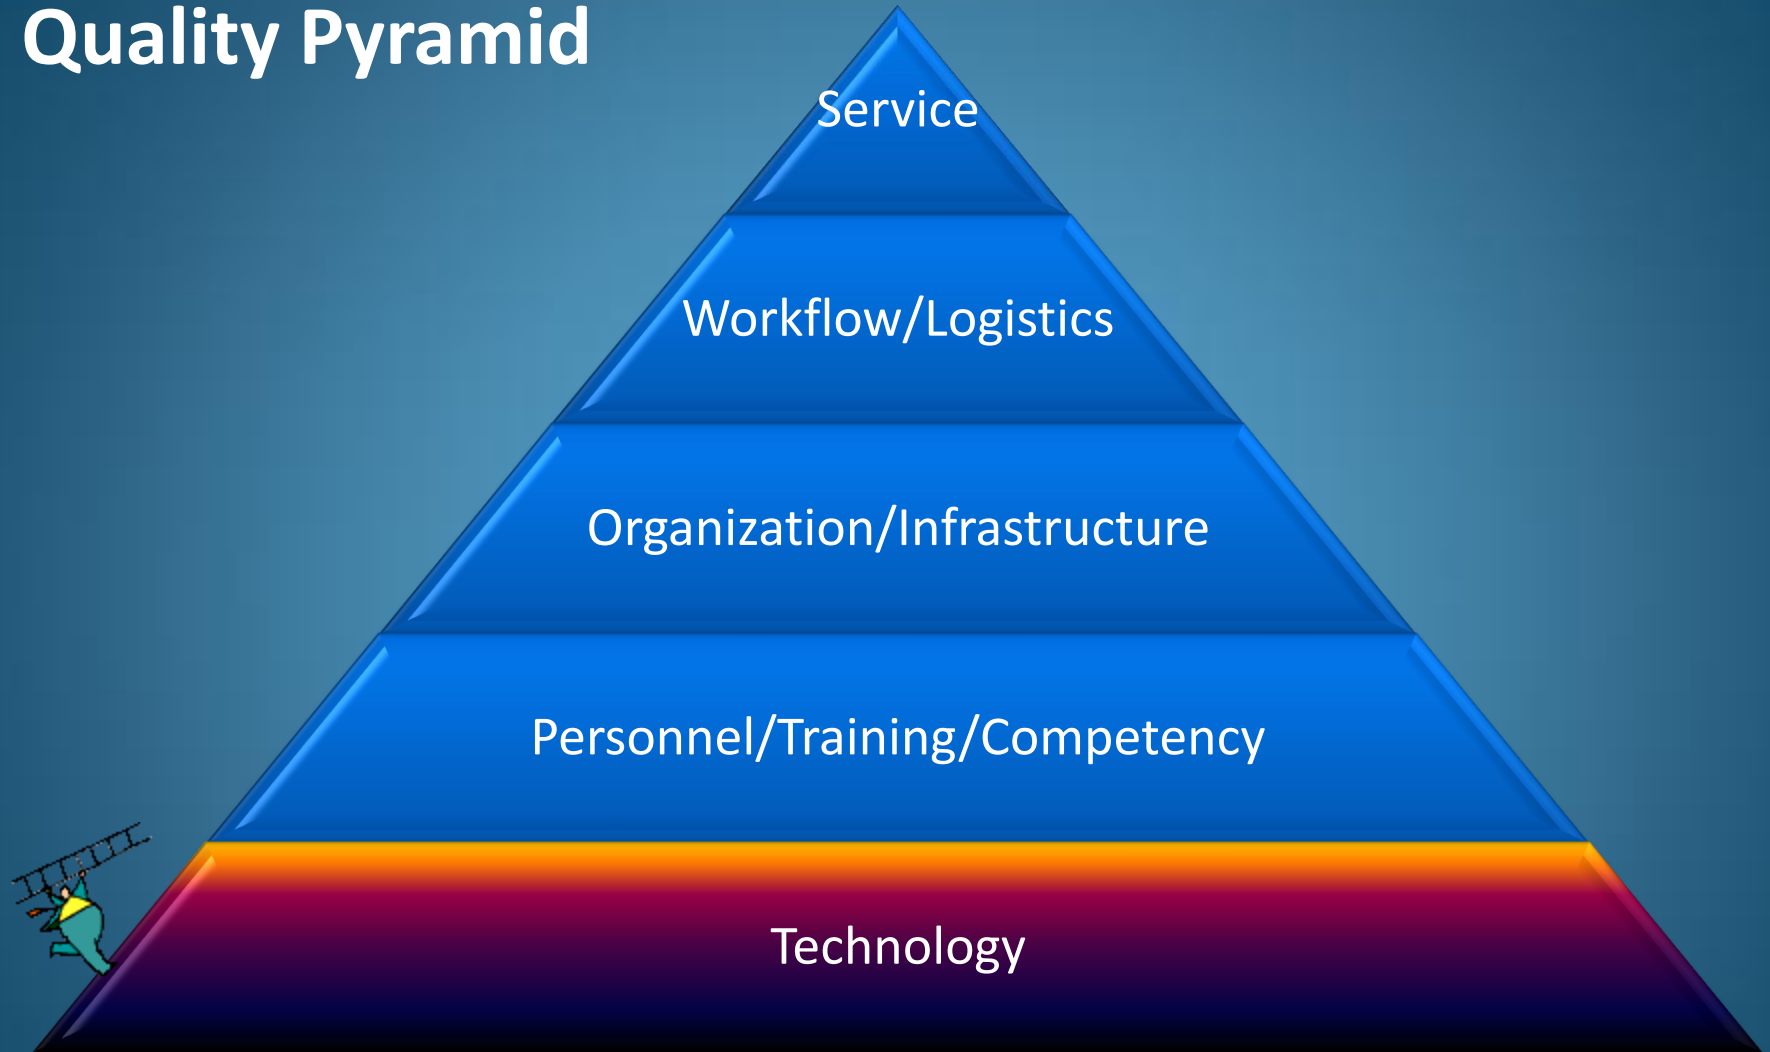 Quality Pyramid
Service
Workflow/Logistics
Organization/Infrastructure
Personnel/Training/Competency
Technology